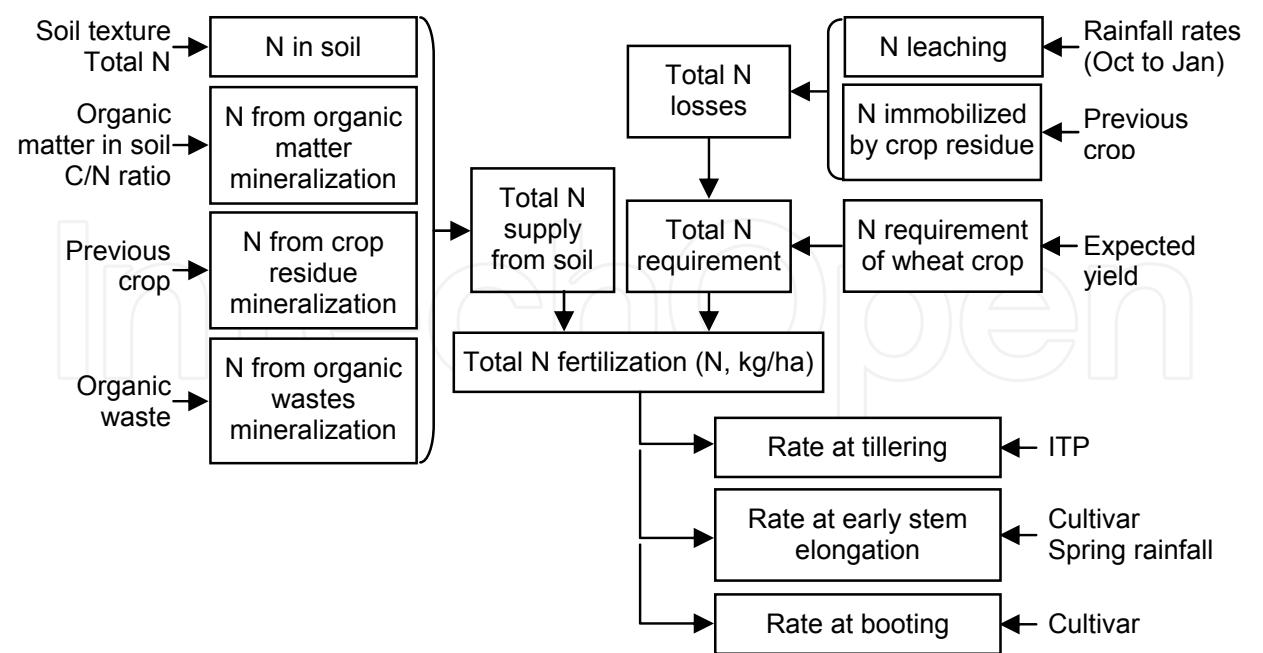 Soil texture
Total N
N in soil
Organic
matter in soil
C/N ratio
N from organic
matter
mineralization
Previous
crop
N from crop
residue
mineralization
Organic
waste
N from organic
wastes
mineralization
Total N
supply
from soil
Total N
losses
N leaching
Rainfall rates
(Oct to Jan)
N immobilized
by crop residue
Previous
crop
Total N
requirement
N requirement
of wheat crop
Expected
yield
Total N fertilization (N, kg/ha)
Rate at tillering
ITP
Rate at early stem
elongation
Cultivar
Spring rainfall
Rate at booting
Cultivar
IntechOpen